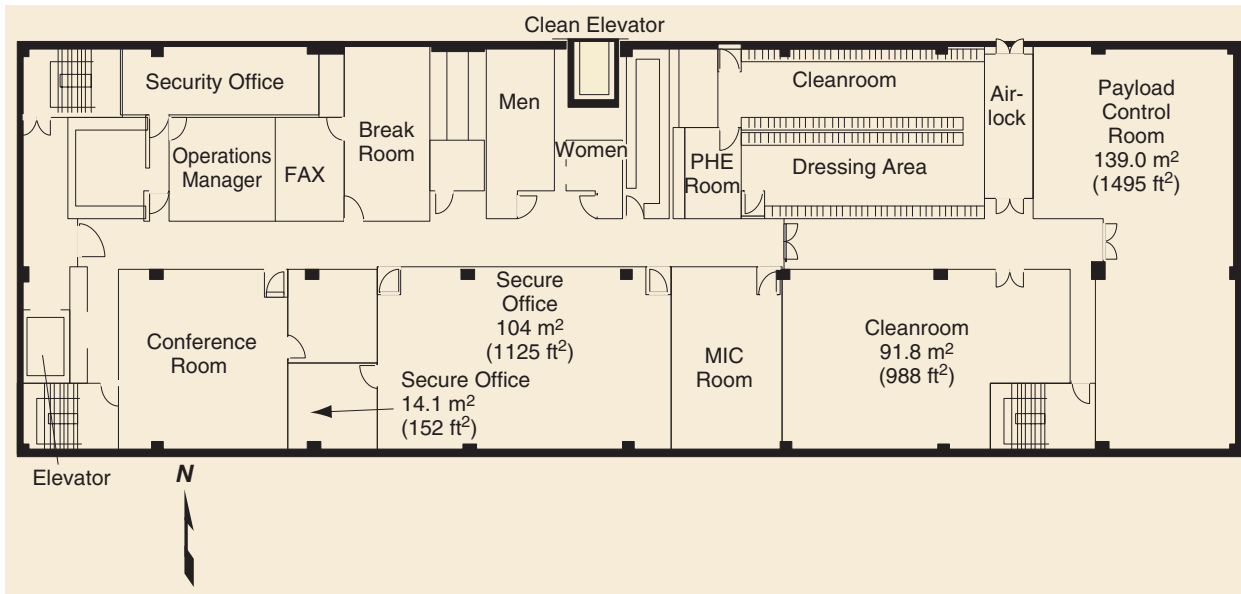 Clean Elevator
Security Office
Men
Cleanroom
Air-
lock
Payload
Control
Room
139.0 m²
(1495 ft²)
Operations
Manager
FAX
Break
Room
Women
PHE
Room
Dressing Area
Conference
Room
Secure
Office
104 m²
(1125 ft²)
Secure Office
14.1 m²
(152 ft²)
MIC
Room
Cleanroom
91.8 m²
(988 ft²)
Elevator
N